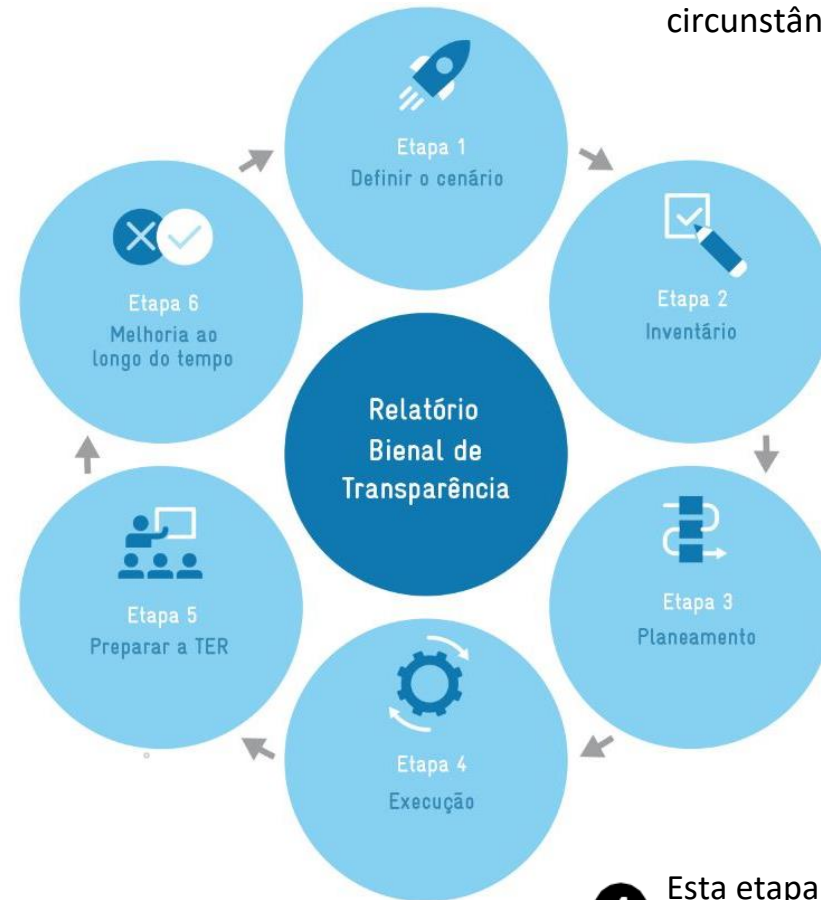 circunstân
Etapa 1
Definir o cenário
Etapa 2
Inventário
Etapa 3
Planeamento
Etapa 4
Execução
Etapa 5
Preparar a TER
Etapa 6
Melhoria ao
longo do tempo
Relatório
Bienal de
Transparência
Esta etapa